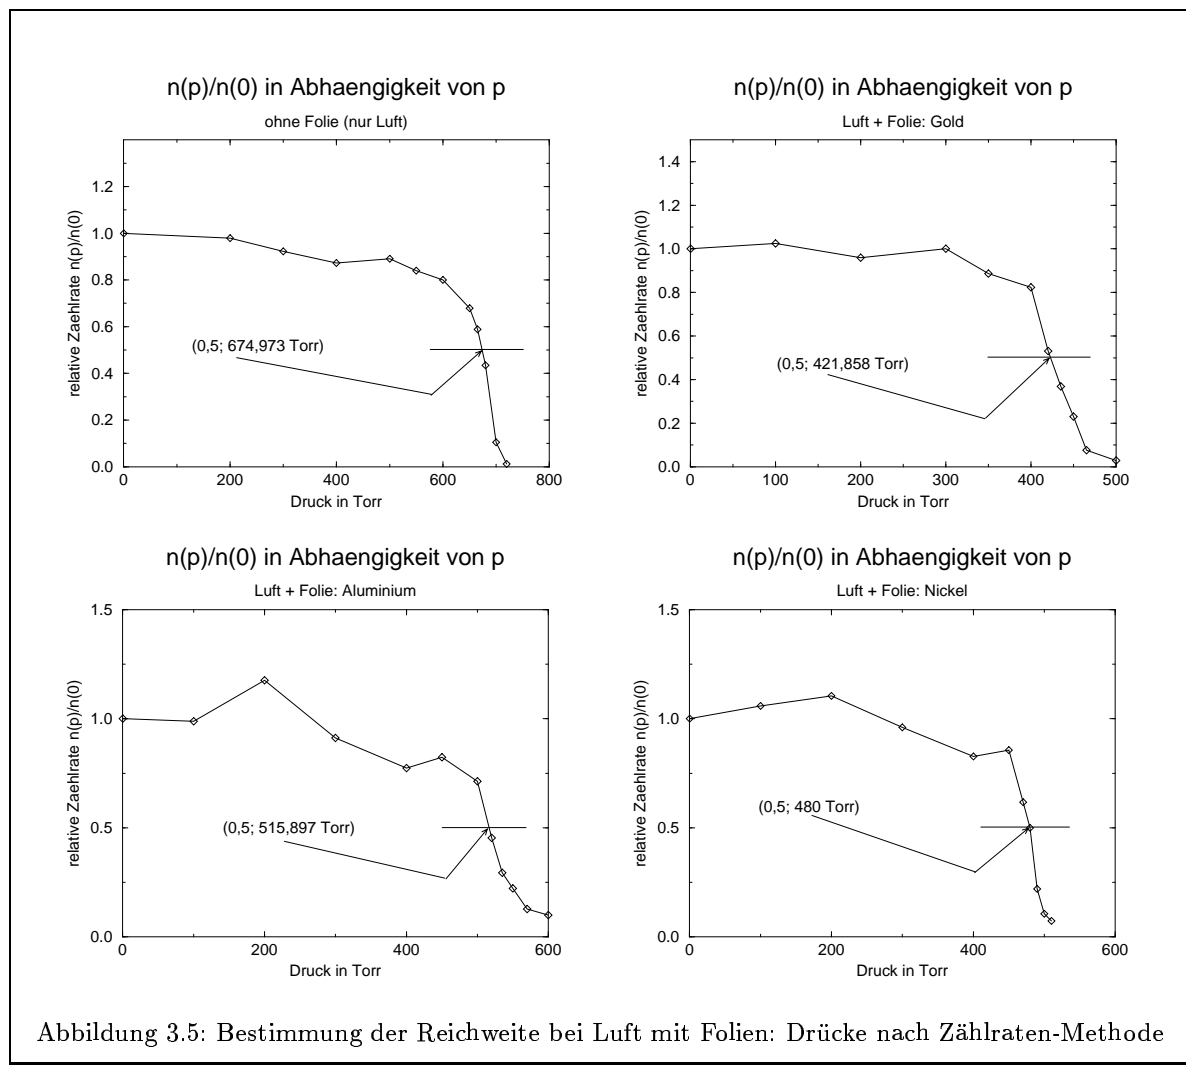 n(p)/n(0) in Abhaengigkeit von p
ohne Folie (nur Luft)
relative Zaehlrate n(p)/n(0)
1.2
1.0
0.8
0.6
0.4
0.2
0.0
(0,5; 674,973 Torr)
0 200 400 600 800
Druck in Torr
n(p)/n(0) in Abhaengigkeit von p
Luft + Folie: Gold
relative Zaehlrate n(p)/n(0)
1.4
1.2
1.0
0.8
0.6
0.4
0.2
0.0
(0,5; 421,858 Torr)
0 100 200 300 400 500
Druck in Torr
n(p)/n(0) in Abhaengigkeit von p
Luft + Folie: Aluminium
relative Zaehlrate n(p)/n(0)
1.5
1.0
0.5
0.0
(0,5; 515,897 Torr)
0 200 400 600
Druck in Torr
n(p)/n(0) in Abhaengigkeit von p
Luft + Folie: Nickel
relative Zaehlrate n(p)/n(0)
1.5
1.0
0.5
0.0
(0,5; 480 Torr)
0 200 400 600
Druck in Torr
Abbildung 3.5: Bestimmung der Reichweite bei Luft mit Folien: Drücke nach Zählraten-Methode